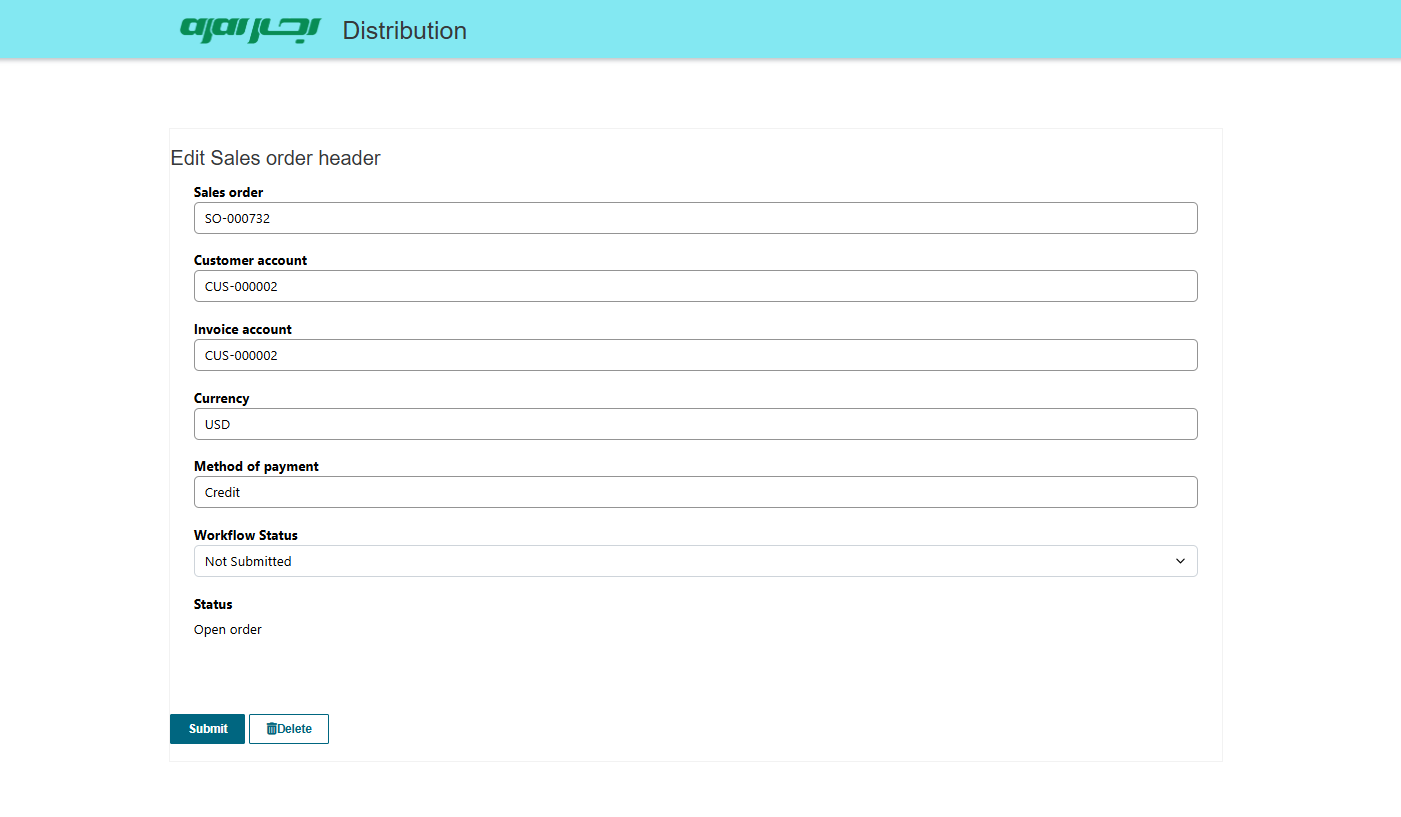 Distribution
Edit Sales order header
Sales order
SO-000732
Customer account
CUS-000002
Invoice account
CUS-000002
Currency
USD
Method of payment
Credit
Workflow Status
Not Submitted
Status
Open order
Submit
Delete